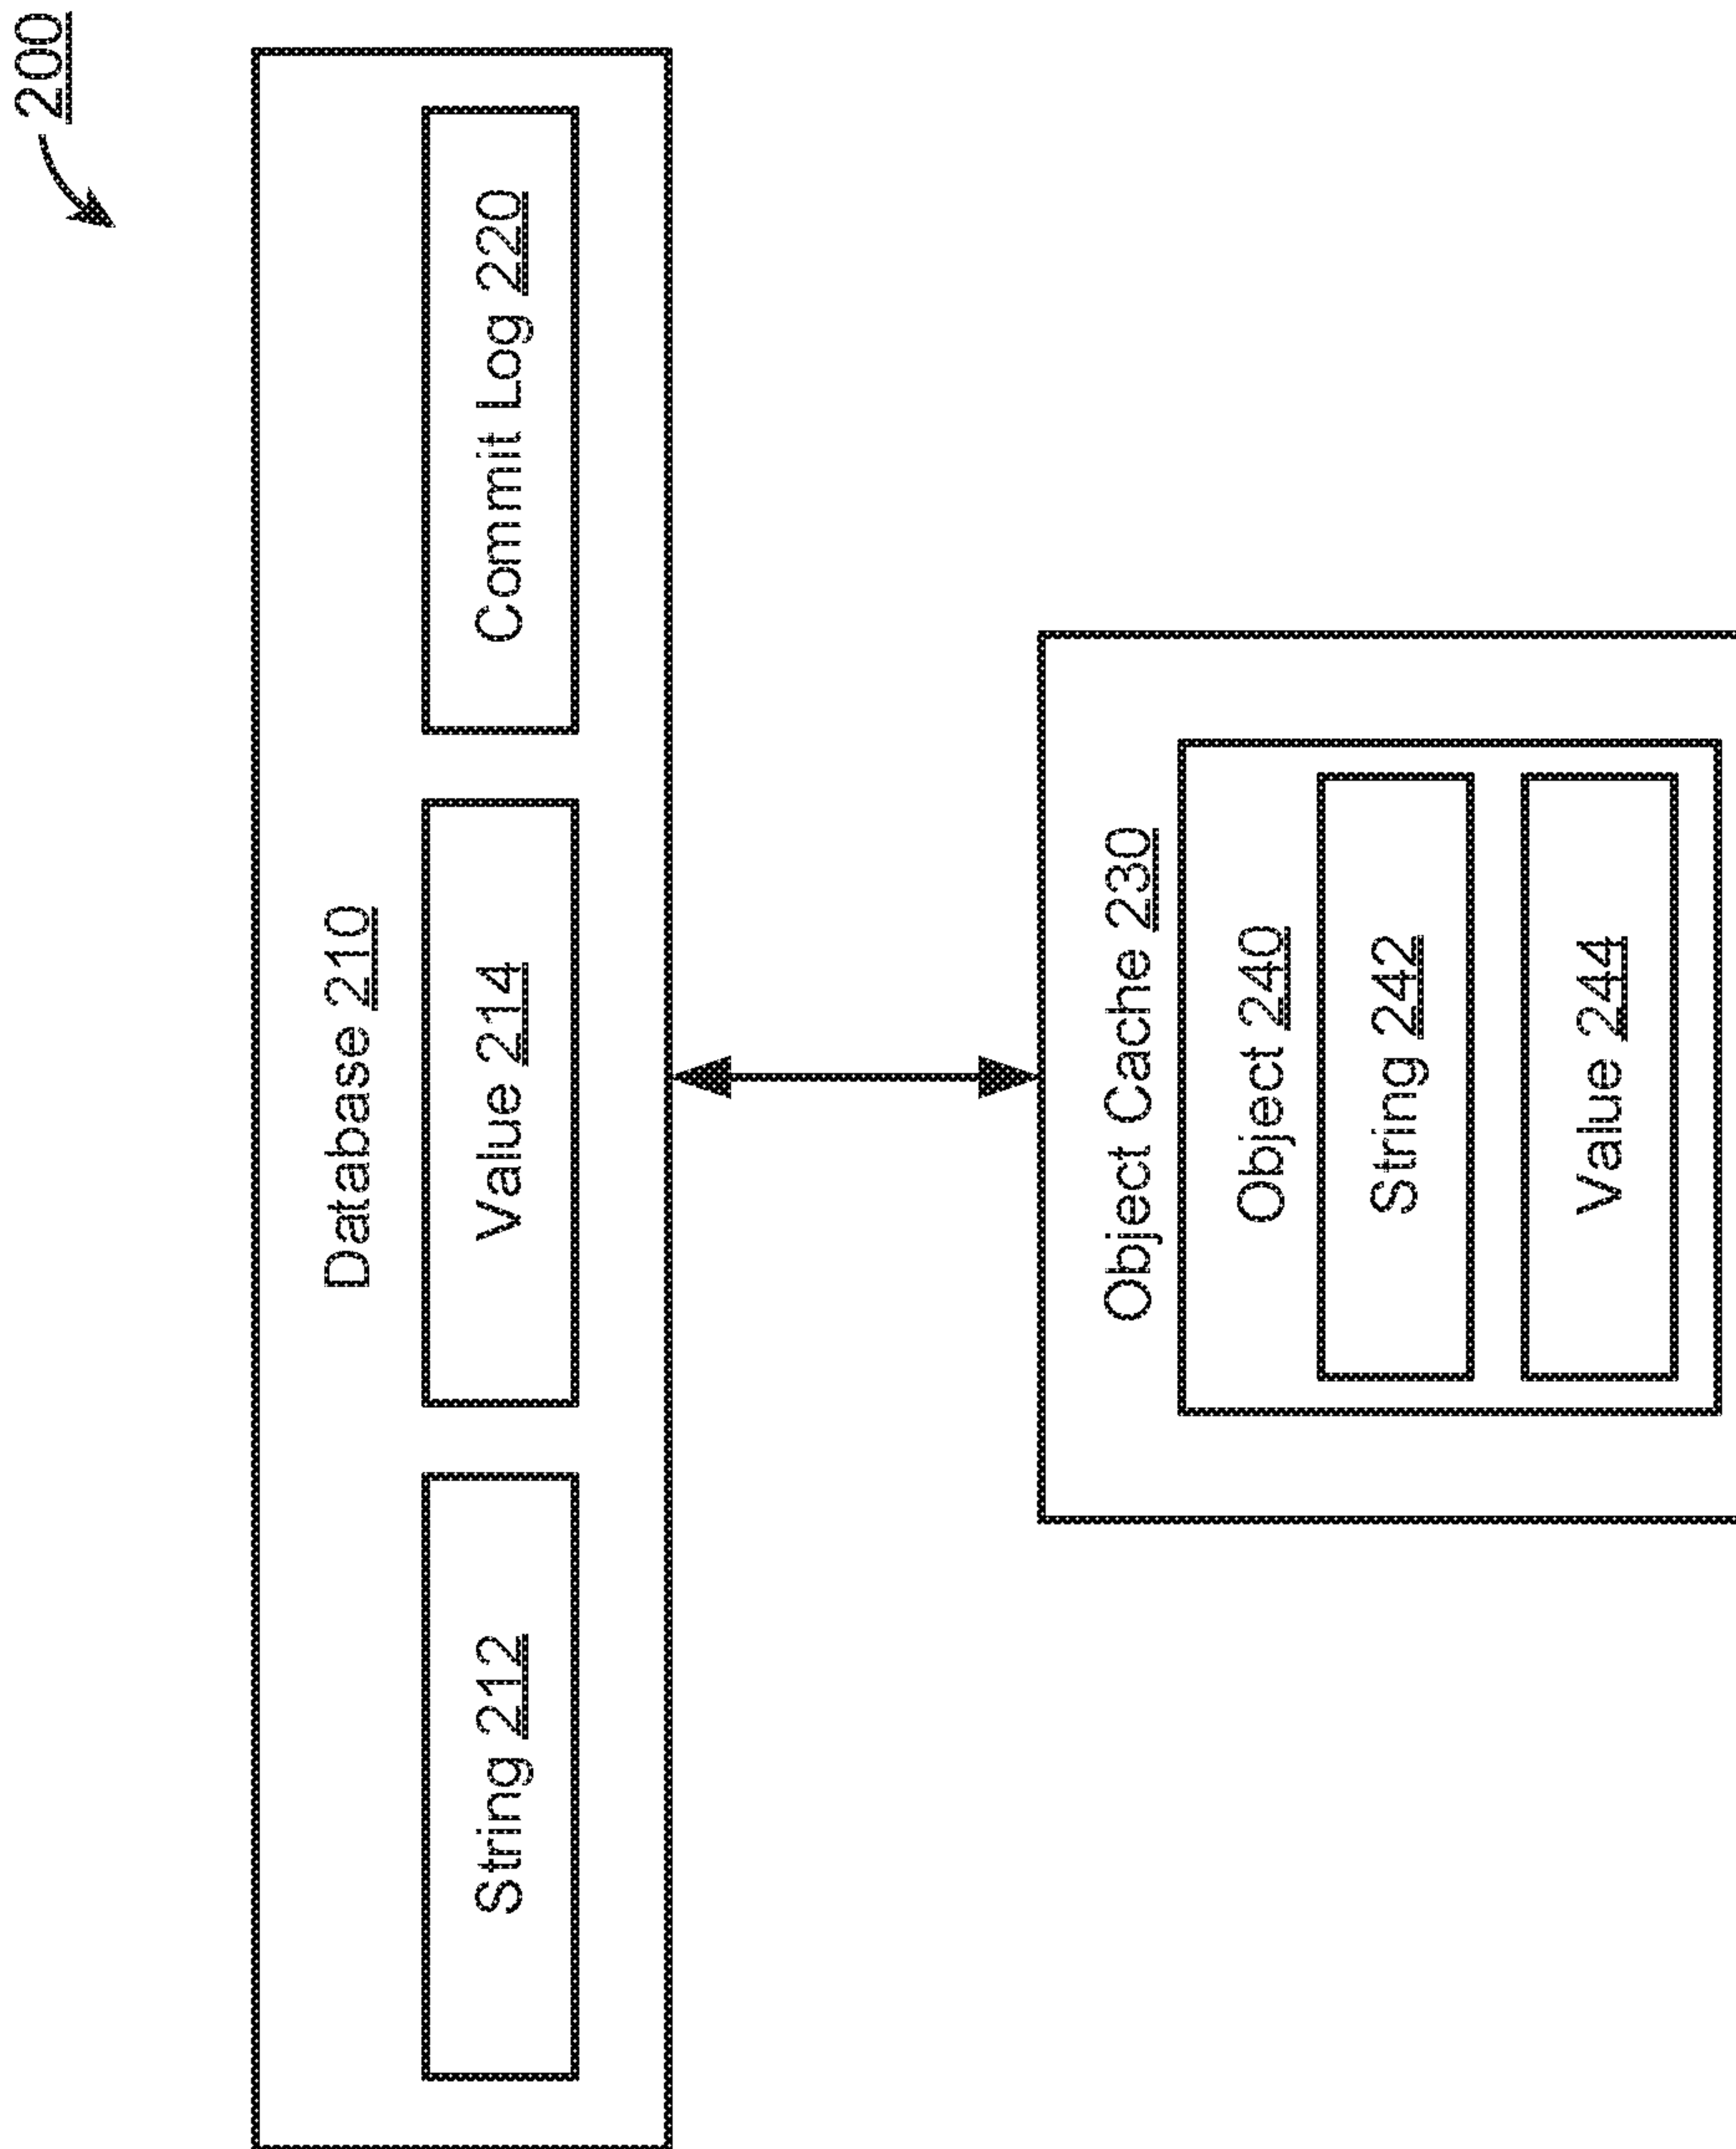 200
Database 210
String 212
Value 214
Commit Log 220
Object Cache 230
Object 240
String 242
Value 244